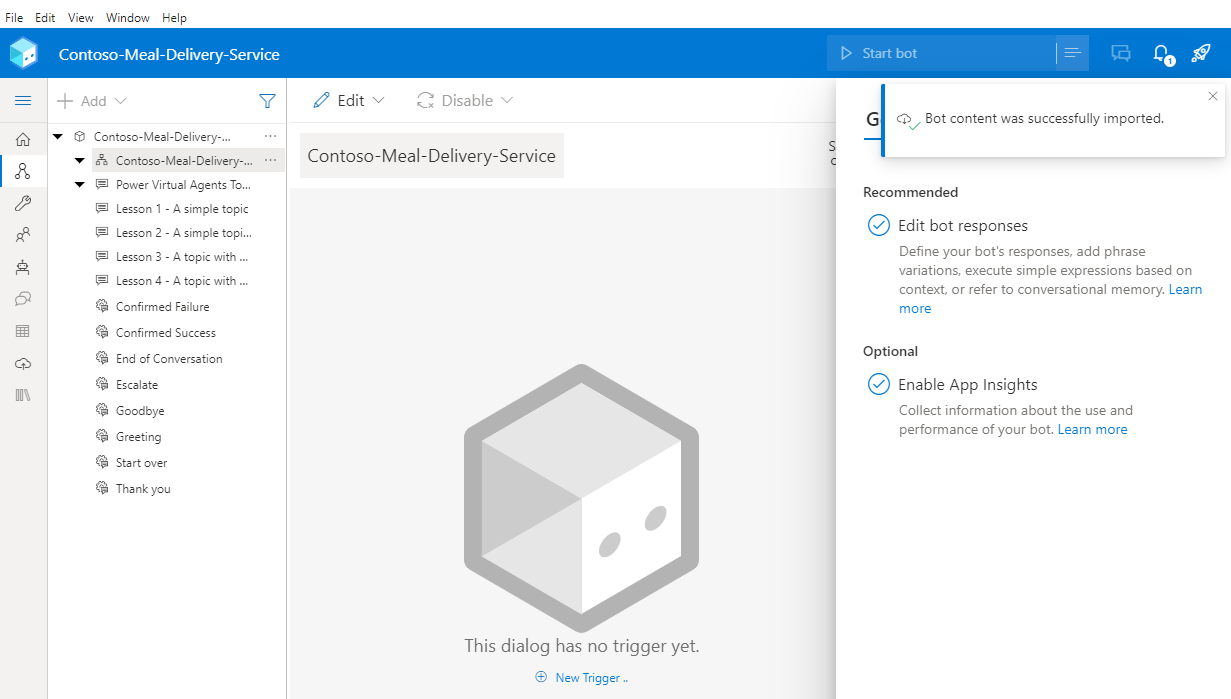 File Edit View Window Help
Contoso-Meal-Delivery-Service
Start bot
1
Add
Edit
Disable
Bot content was successfully imported.
Contoso-Meal-Delivery-...
Contoso-Meal-Delivery-...
Power Virtual Agents To...
Lesson 1 - A simple topic
Lesson 2 - A simple topi...
Lesson 3 - A topic with ...
Lesson 4 - A topic with ...
Confirmed Failure
Confirmed Success
End of Conversation
Escalate
Goodbye
Greeting
Start over
Thank you
Contoso-Meal-Delivery-Service
This dialog has no trigger yet.
New Trigger ..
G
Recommended
Edit bot responses
Define your bot's responses, add phrase
variations, execute simple expressions based on
context, or refer to conversational memory. Learn
more
Optional
Enable App Insights
Collect information about the use and
performance of your bot. Learn more